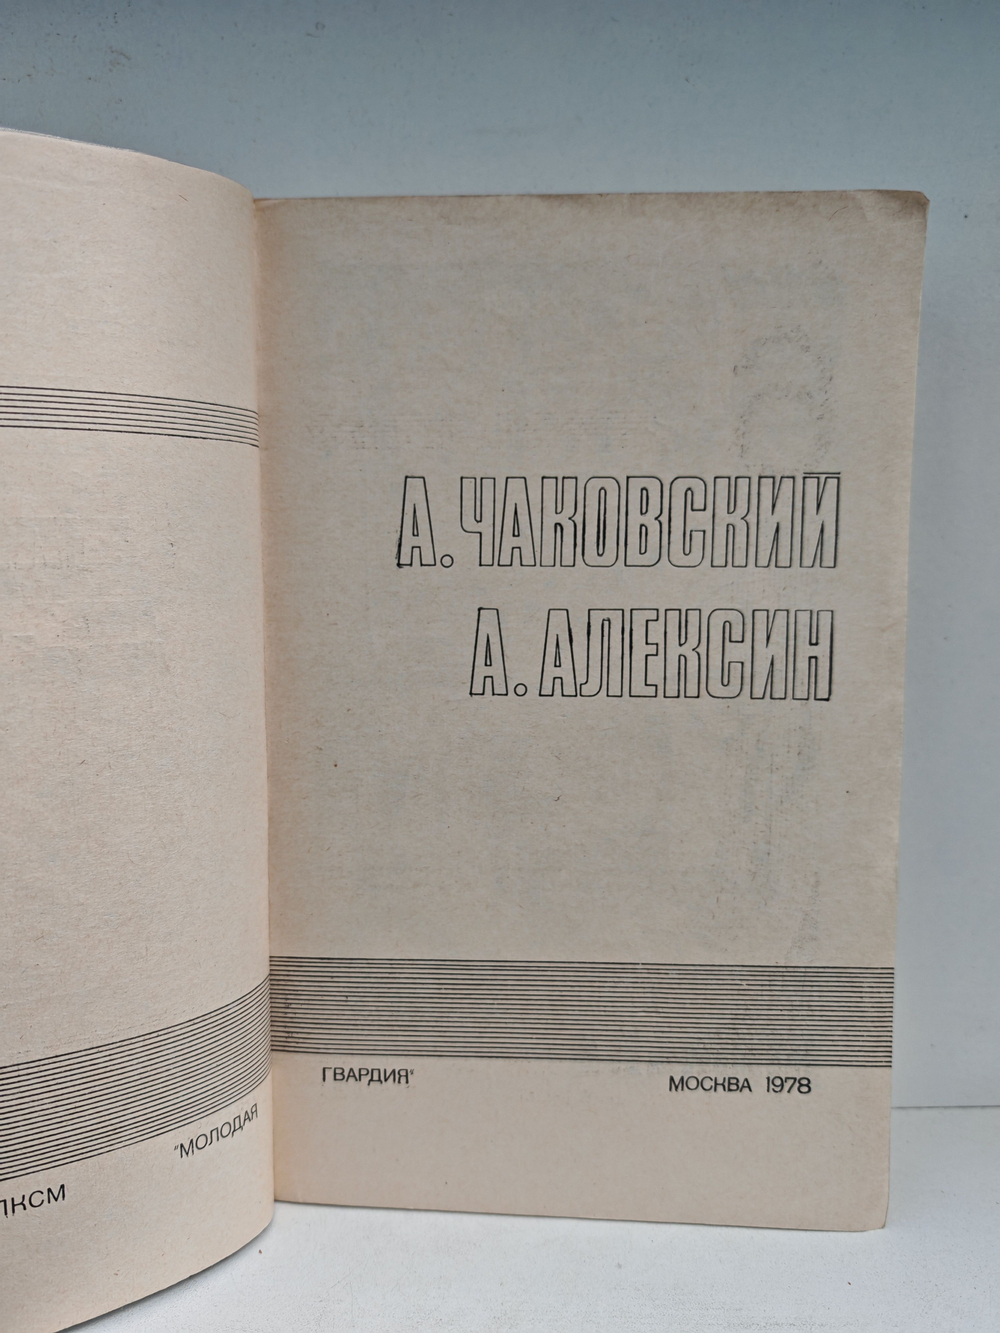 А. ЧАКОВСКИЙ
А. АЛЕКСИН
ЛКСМ
"МОЛОДАЯ
ГВАРДИЯ"
МОСКВА 1978